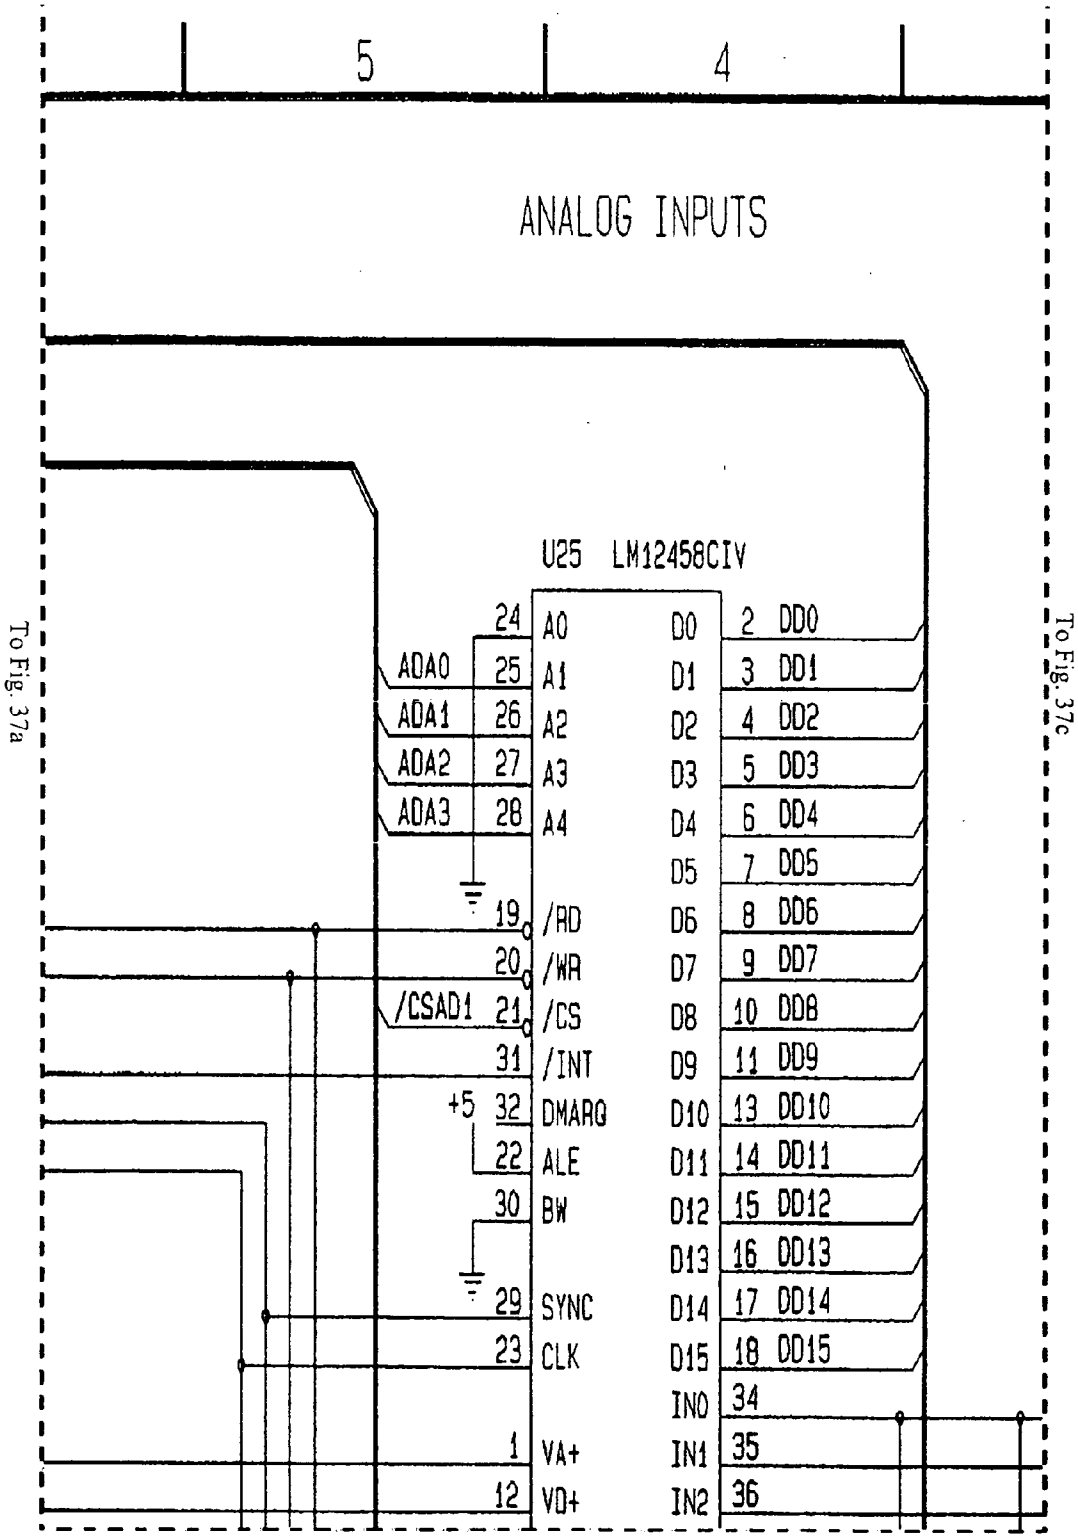 5 4
ANALOG INPUTS
To Fig. 37a
To Fig. 37c
U25 LM12458CIV
24 A0 D0 2 DD0
ADA0 25 A1 D1 3 DD1
ADA1 26 A2 D2 4 DD2
ADA2 27 A3 D3 5 DD3
ADA3 28 A4 D4 6 DD4
D5 7 DD5
19 /RD D6 8 DD6
20 /WR D7 9 DD7
/CSAD1 21 /CS D8 10 DD8
31 /INT D9 11 DD9
+5 32 DMARQ D10 13 DD10
22 ALE D11 14 DD11
30 BW D12 15 DD12
D13 16 DD13
29 SYNC D14 17 DD14
23 CLK D15 18 DD15
IN0 34
1 VA+ IN1 35
12 VD+ IN2 36